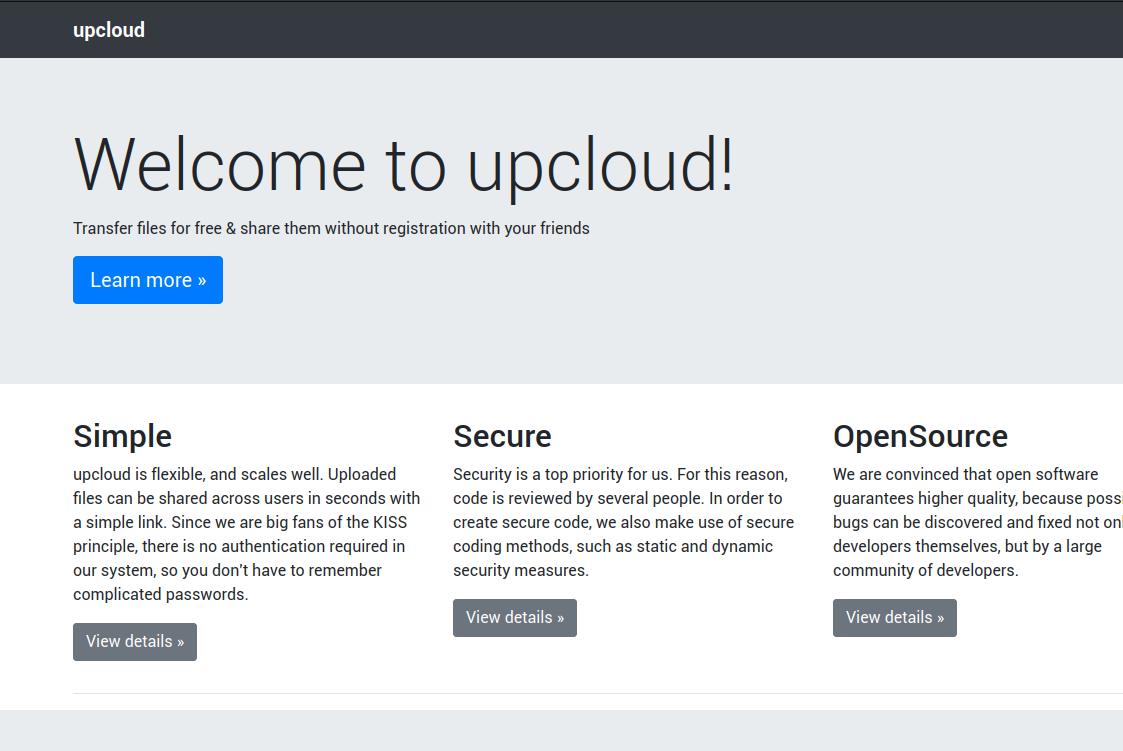 upcloud
Welcome to upcloud!
Transfer files for free & share them without registration with your friends
Learn more »
Simple
upcloud is flexible, and scales well. Uploaded
files can be shared across users in seconds with
a simple link. Since we are big fans of the KISS
principle, there is no authentication required in
our system, so you don't have to remember
complicated passwords.
View details »
Secure
Security is a top priority for us. For this reason,
code is reviewed by several people. In order to
create secure code, we also make use of secure
coding methods, such as static and dynamic
security measures.
View details »
OpenSource
We are convinced that open software
guarantees higher quality, because
bugs can be discovered and fixed not
developers themselves, but by a large
community of developers.
View details »